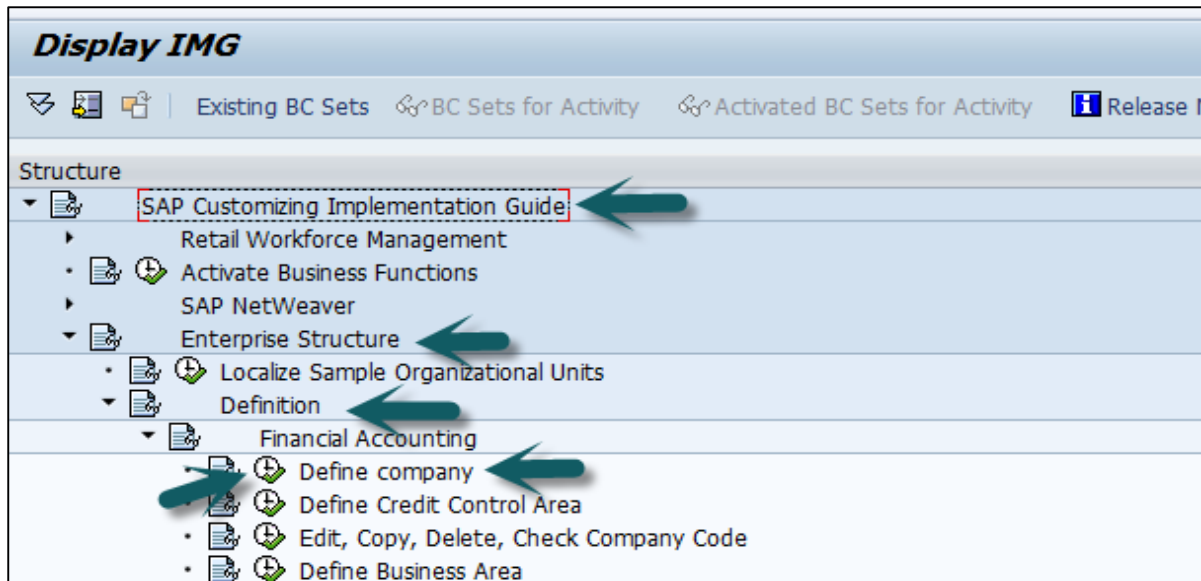 Display IMG
Existing BC Sets BC Sets for Activity Activated BC Sets for Activity Release
Structure
SAP Customizing Implementation Guide
Retail Workforce Management
Activate Business Functions
SAP NetWeaver
Enterprise Structure
Localize Sample Organizational Units
Definition
Financial Accounting
Define company
Define Credit Control Area
Edit, Copy, Delete, Check Company Code
Define Business Area